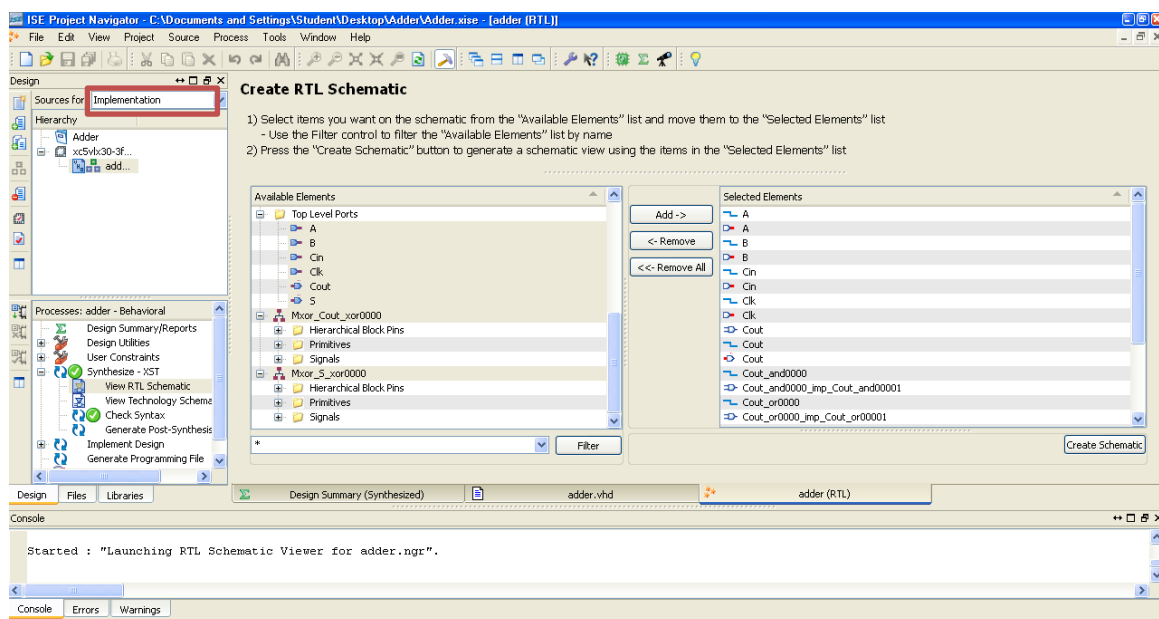 ISE Project Navigator - C:\Documents and Settings\Student\Desktop\Adder\Adder.xise - [adder (RTL)]
File Edit View Project Source Process Tools Window Help
Design
Sources for Implementation
Hierarchy
Adder
xc5vlx30-3f...
add...
Processes: adder - Behavioral
Design Summary/Reports
Design Utilities
User Constraints
Synthesize - XST
View RTL Schematic
View Technology Schema
Check Syntax
Generate Post-Synthesis
Implement Design
Generate Programming File
Design Files Libraries
Create RTL Schematic
1) Select items you want on the schematic from the "Available Elements" list and move them to the "Selected Elements" list
- Use the Filter control to filter the "Available Elements" list by name
2) Press the "Create Schematic" button to generate a schematic view using the items in the "Selected Elements" list
Available Elements
Top Level Ports
A
B
Cin
Clk
Cout
S
Mxor_Cout_xor0000
Hierarchical Block Pins
Primitives
Signals
Mxor_S_xor0000
Hierarchical Block Pins
Primitives
Signals
* Filter
Add ->
<- Remove
<<- Remove All
Selected Elements
A
A
B
B
Cin
Cin
Clk
Clk
Cout
Cout
Cout
Cout_and0000
Cout_and0000_imp_Cout_and00001
Cout_or0000
Cout_or0000_imp_Cout_or00001
Create Schematic
Design Summary (Synthesized) adder.vhd adder (RTL)
Console
Started : "Launching RTL Schematic Viewer for adder.ngr".
Console Errors Warnings